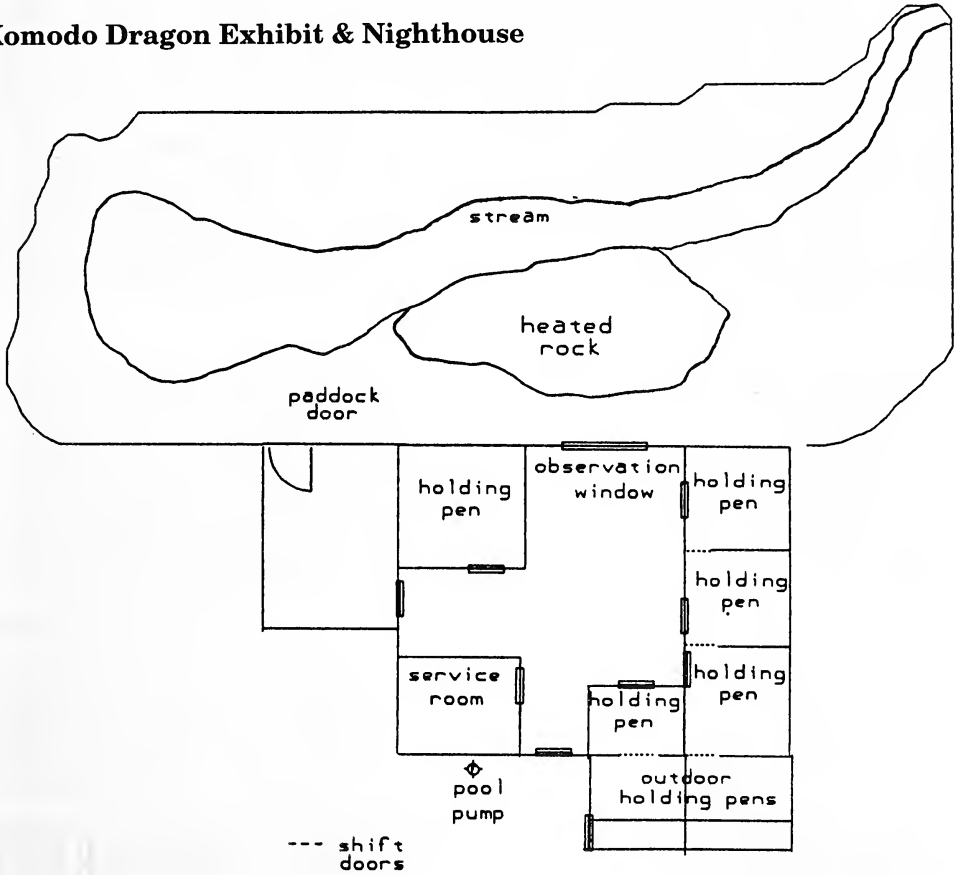 Komodo Dragon Exhibit & Nighthouse
stream
heated
rock
paddock
door
observation
window
holding
pen
holding
pen
holding
pen
holding
pen
service
room
holding
pen
outdoor
holding pens
pool
pump
--- shift
doors